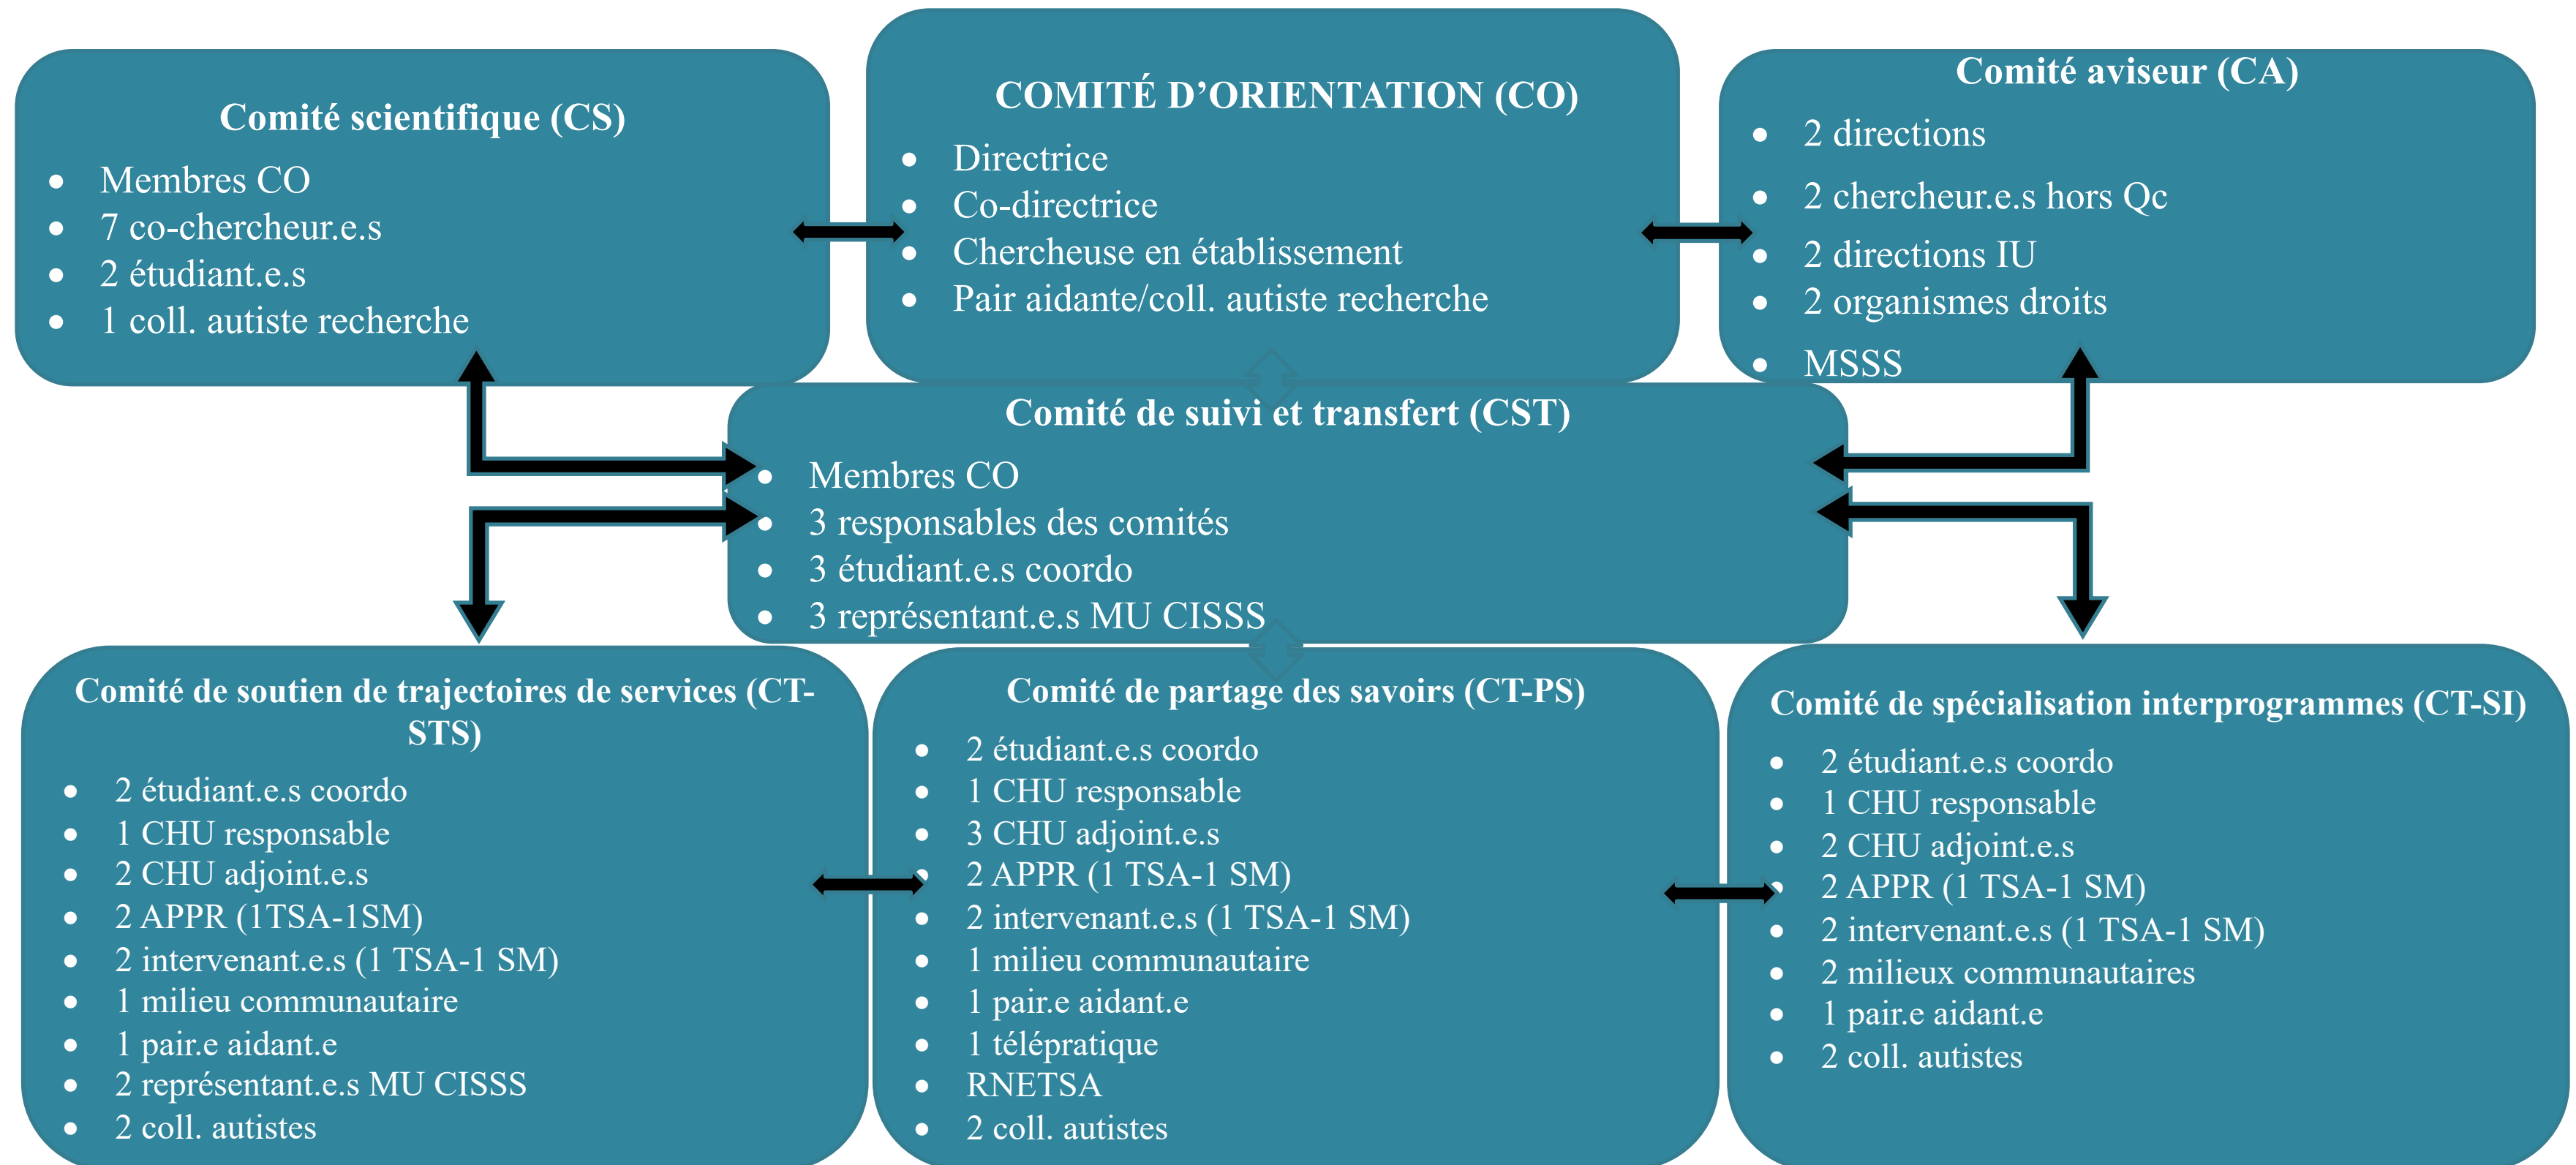 Comité scientifique (CS)
• Membres CO
• 7 co-chercheur.e.s
• 2 étudiant.e.s
• 1 coll. autiste recherche
COMITÉ D’ORIENTATION (CO)
• Directrice
• Co-directrice
• Chercheuse en établissement
• Pair aidante/coll. autiste recherche
Comité aviseur (CA)
• 2 directions
• 2 chercheur.e.s hors Qc
• 2 directions IU
• 2 organismes droits
• MSSS
Comité de suivi et transfert (CST)
• Membres CO
• 3 responsables des comités
• 3 étudiant.e.s coordo
• 3 représentant.e.s MU CISSS
Comité de soutien de trajectoires de services (CT-
STS)
• 2 étudiant.e.s coordo
• 1 CHU responsable
• 2 CHU adjoint.e.s
• 2 APPR (1TSA-1SM)
• 2 intervenant.e.s (1 TSA-1 SM)
• 1 milieu communautaire
• 1 pair.e aidant.e
• 2 représentant.e.s MU CISSS
• 2 coll. autistes
Comité de partage des savoirs (CT-PS)
• 2 étudiant.e.s coordo
• 1 CHU responsable
• 3 CHU adjoint.e.s
• 2 APPR (1 TSA-1 SM)
• 2 intervenant.e.s (1 TSA-1 SM)
• 1 milieu communautaire
• 1 pair.e aidant.e
• 1 télépratique
• RNETSA
• 2 coll. autistes
Comité de spécialisation interprogrammes (CT-SI)
• 2 étudiant.e.s coordo
• 1 CHU responsable
• 2 CHU adjoint.e.s
• 2 APPR (1 TSA-1 SM)
• 2 intervenant.e.s (1 TSA-1 SM)
• 2 milieux communautaires
• 1 pair.e aidant.e
• 2 coll. autistes